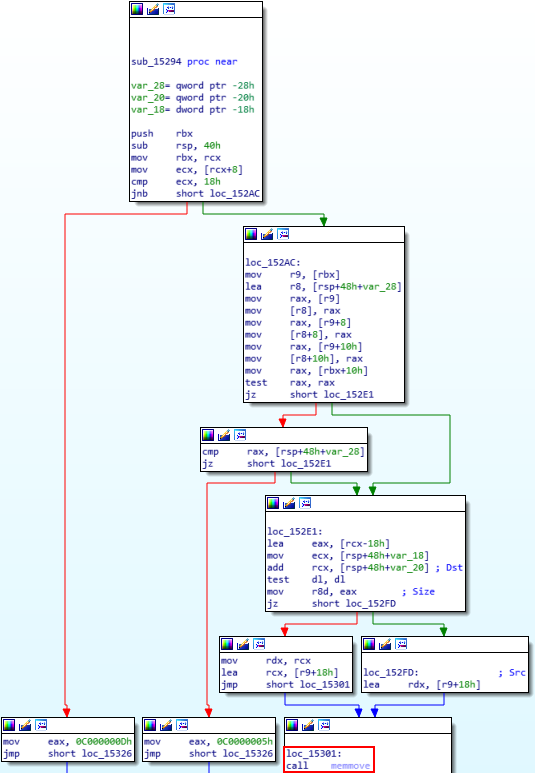 sub_15294 proc near
var_28= qword ptr -28h
var_20= qword ptr -20h
var_18= dword ptr -18h
push rbx
sub rsp, 40h
mov rbx, rcx
mov ecx, [rcx+8]
cmp ecx, 18h
jnb short loc_152AC
loc_152AC:
mov r9, [rbx]
lea r8, [rsp+48h+var_28]
mov rax, [r9]
mov [r8], rax
mov rax, [r9+8]
mov [r8+8], rax
mov rax, [r9+10h]
mov [r8+10h], rax
mov rax, [rbx+10h]
test rax, rax
jz short loc_152E1
cmp rax, [rsp+48h+var_28]
jz short loc_152E1
loc_152E1:
lea eax, [rcx-18h]
mov ecx, [rsp+48h+var_18]
add rcx, [rsp+48h+var_20] ; Dst
test dl, dl
mov r8d, eax ; Size
jz short loc_152FD
mov rdx, rcx
lea rcx, [r9+18h]
jmp short loc_15301
loc_152FD: ; Src
lea rdx, [r9+18h]
mov eax, 0C000000Dh
jmp short loc_15326
mov eax, 0C0000005h
jmp short loc_15326
loc_15301:
call memmove